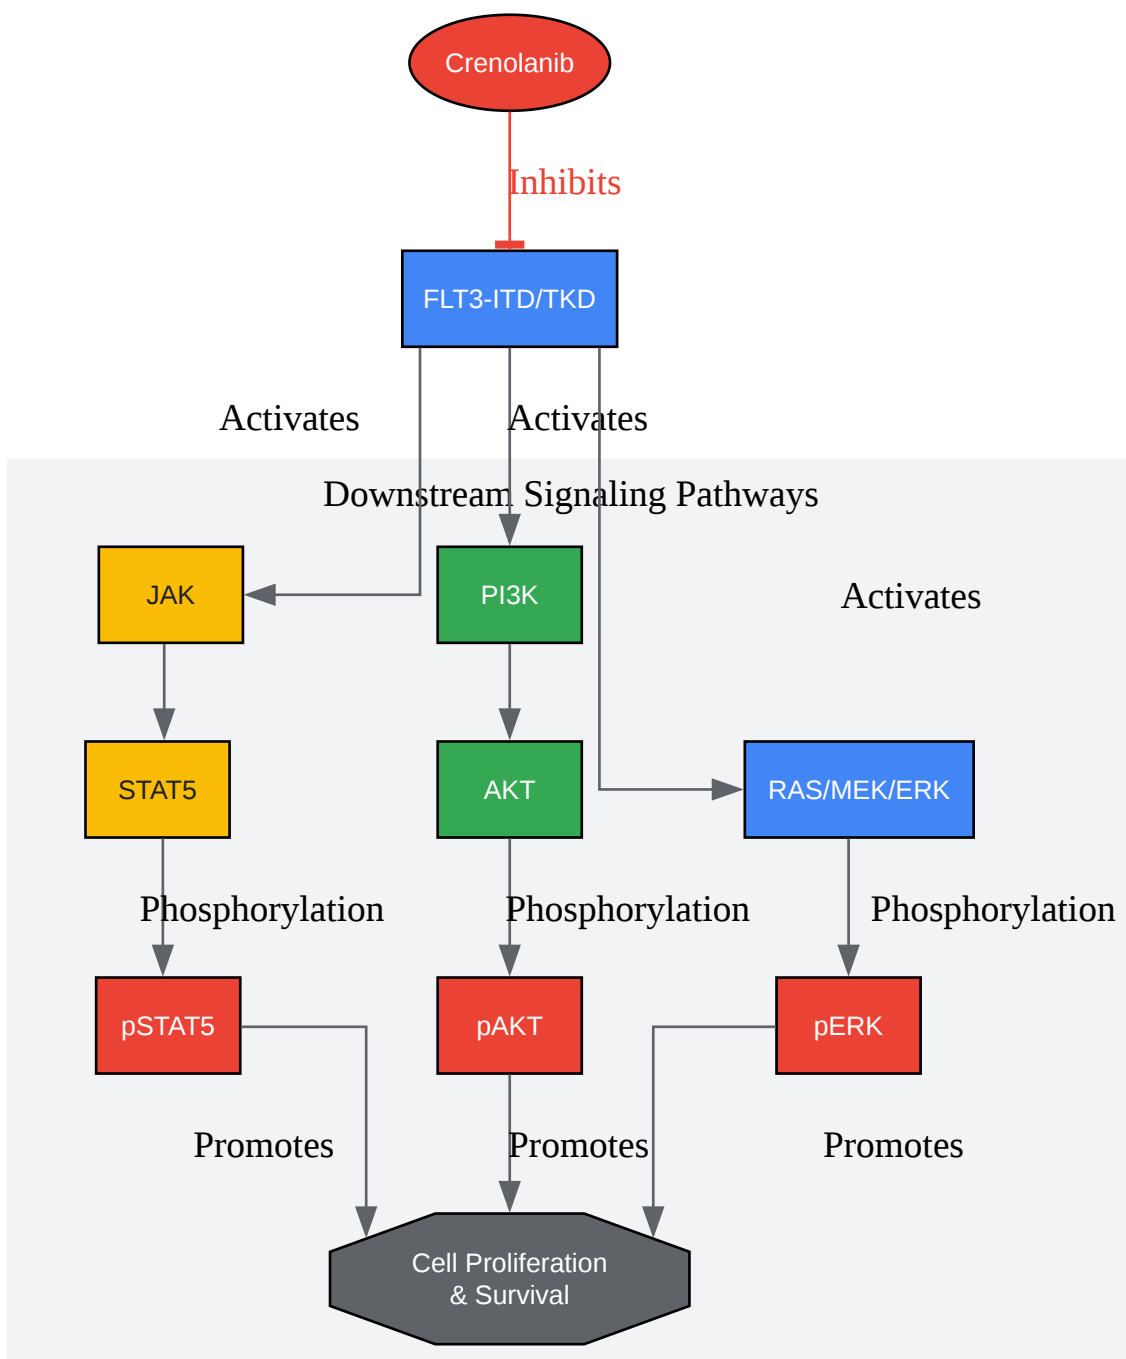 Crenolanib
Inhibits
FLT3-ITD/TKD
Activates
Activates
Downstream Signaling Pathways
JAK
PI3K
Activates
STAT5
AKT
RAS/MEK/ERK
Phosphorylation
Phosphorylation
Phosphorylation
pSTAT5
pAKT
pERK
Promotes
Promotes
Promotes
Cell Proliferation
& Survival